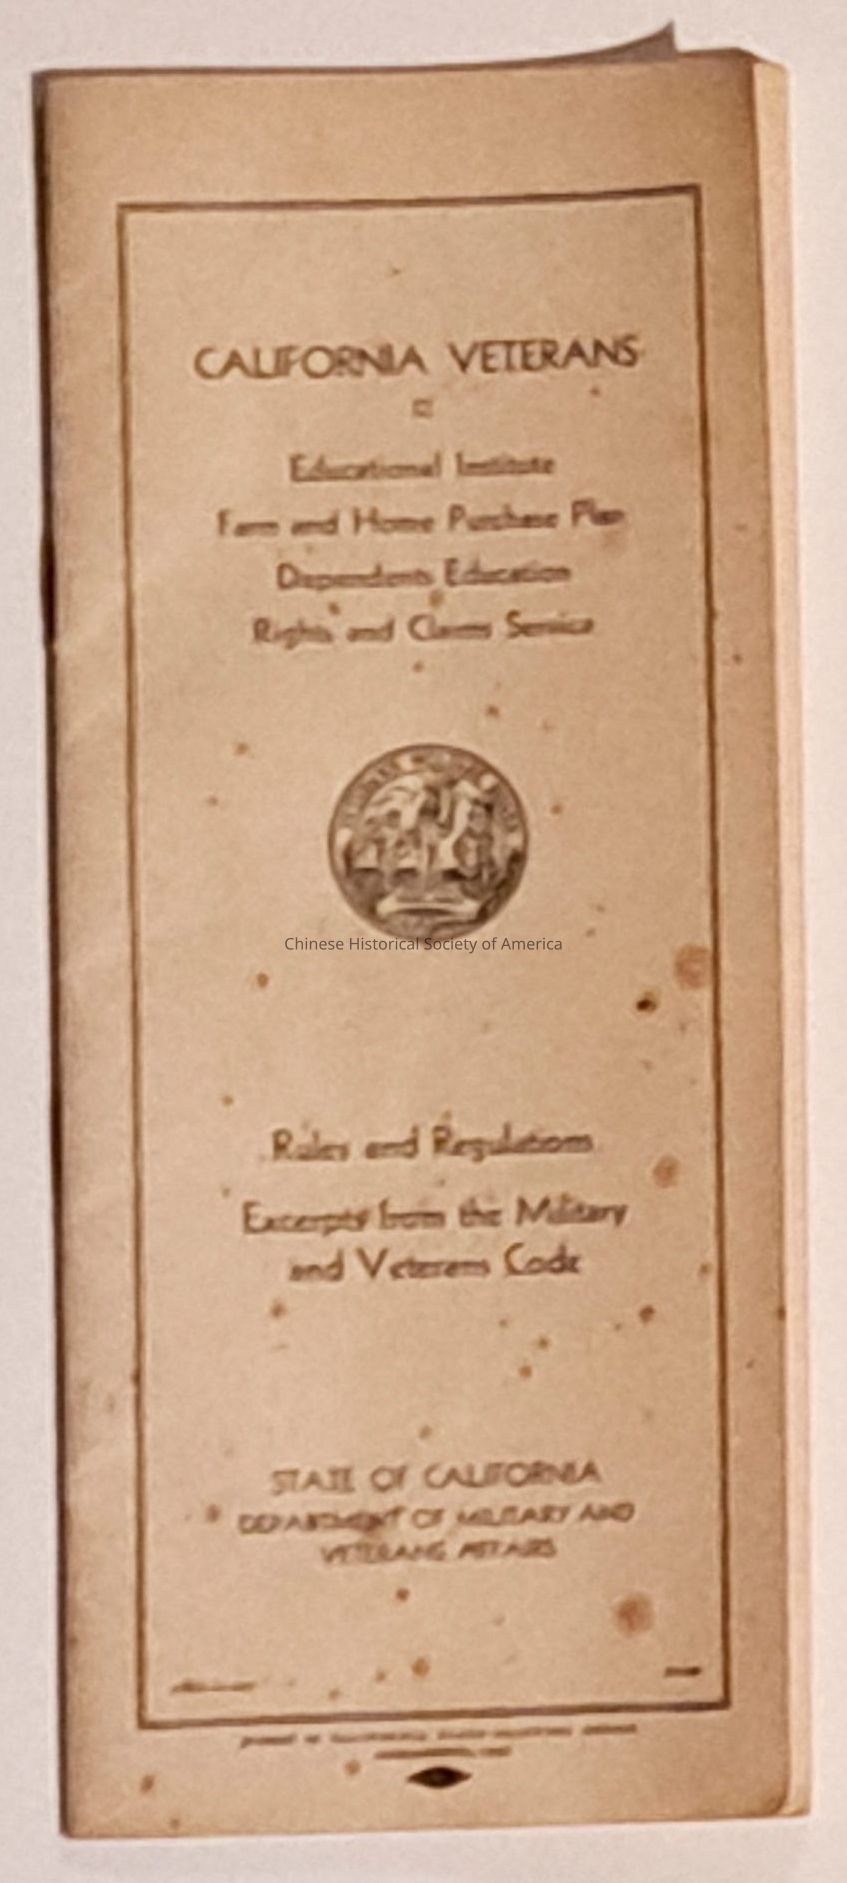 CALIFORNIA VETERANS
Educational Institute
Farm and Home Purchase Plan
Dependents Education
Rights and Claims Service
Chinese Historical Society of America
Rules and Regulations
Excerpts from the Military
and Veterans Code
STATE OF CALIFORNIA
DEPARTMENT OF MILITARY AND
VETERANS AFFAIRS